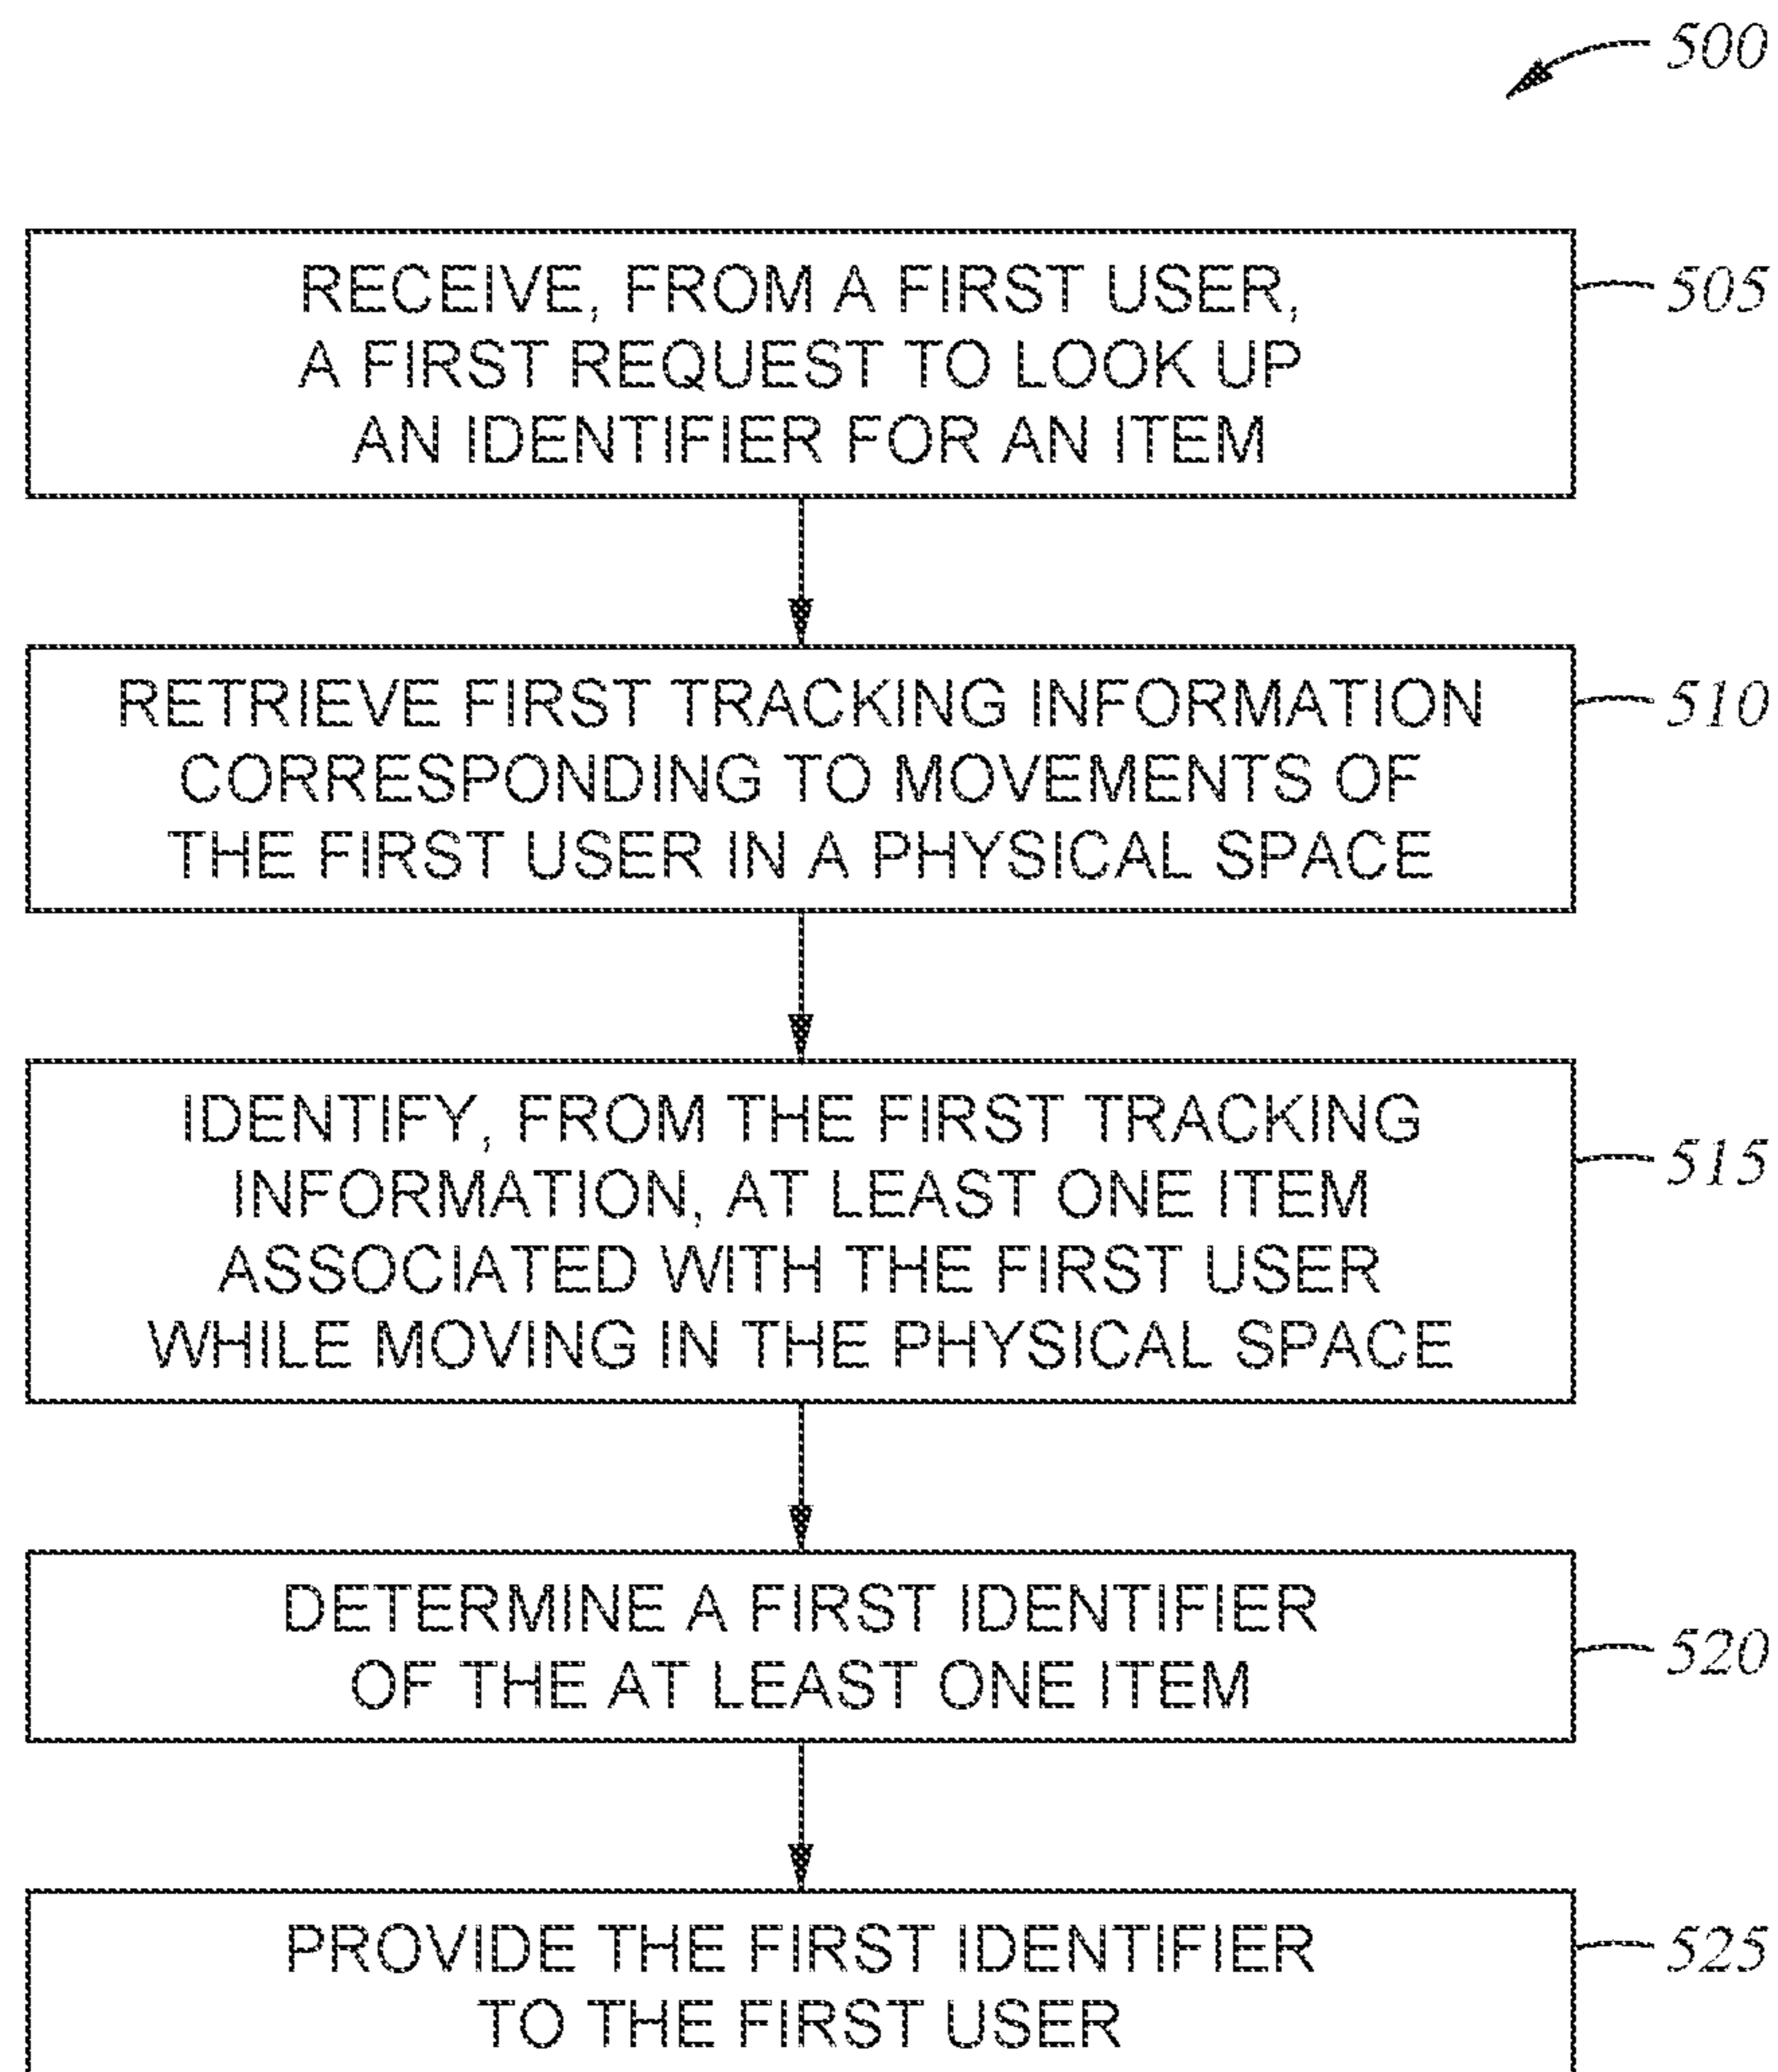 500
RECEIVE, FROM A FIRST USER,
A FIRST REQUEST TO LOOK UP
AN IDENTIFIER FOR AN ITEM
505
RETRIEVE FIRST TRACKING INFORMATION
CORRESPONDING TO MOVEMENTS OF
THE FIRST USER IN A PHYSICAL SPACE
510
IDENTIFY, FROM THE FIRST TRACKING
INFORMATION, AT LEAST ONE ITEM
ASSOCIATED WITH THE FIRST USER
WHILE MOVING IN THE PHYSICAL SPACE
515
DETERMINE A FIRST IDENTIFIER
OF THE AT LEAST ONE ITEM
520
PROVIDE THE FIRST IDENTIFIER
TO THE FIRST USER
525